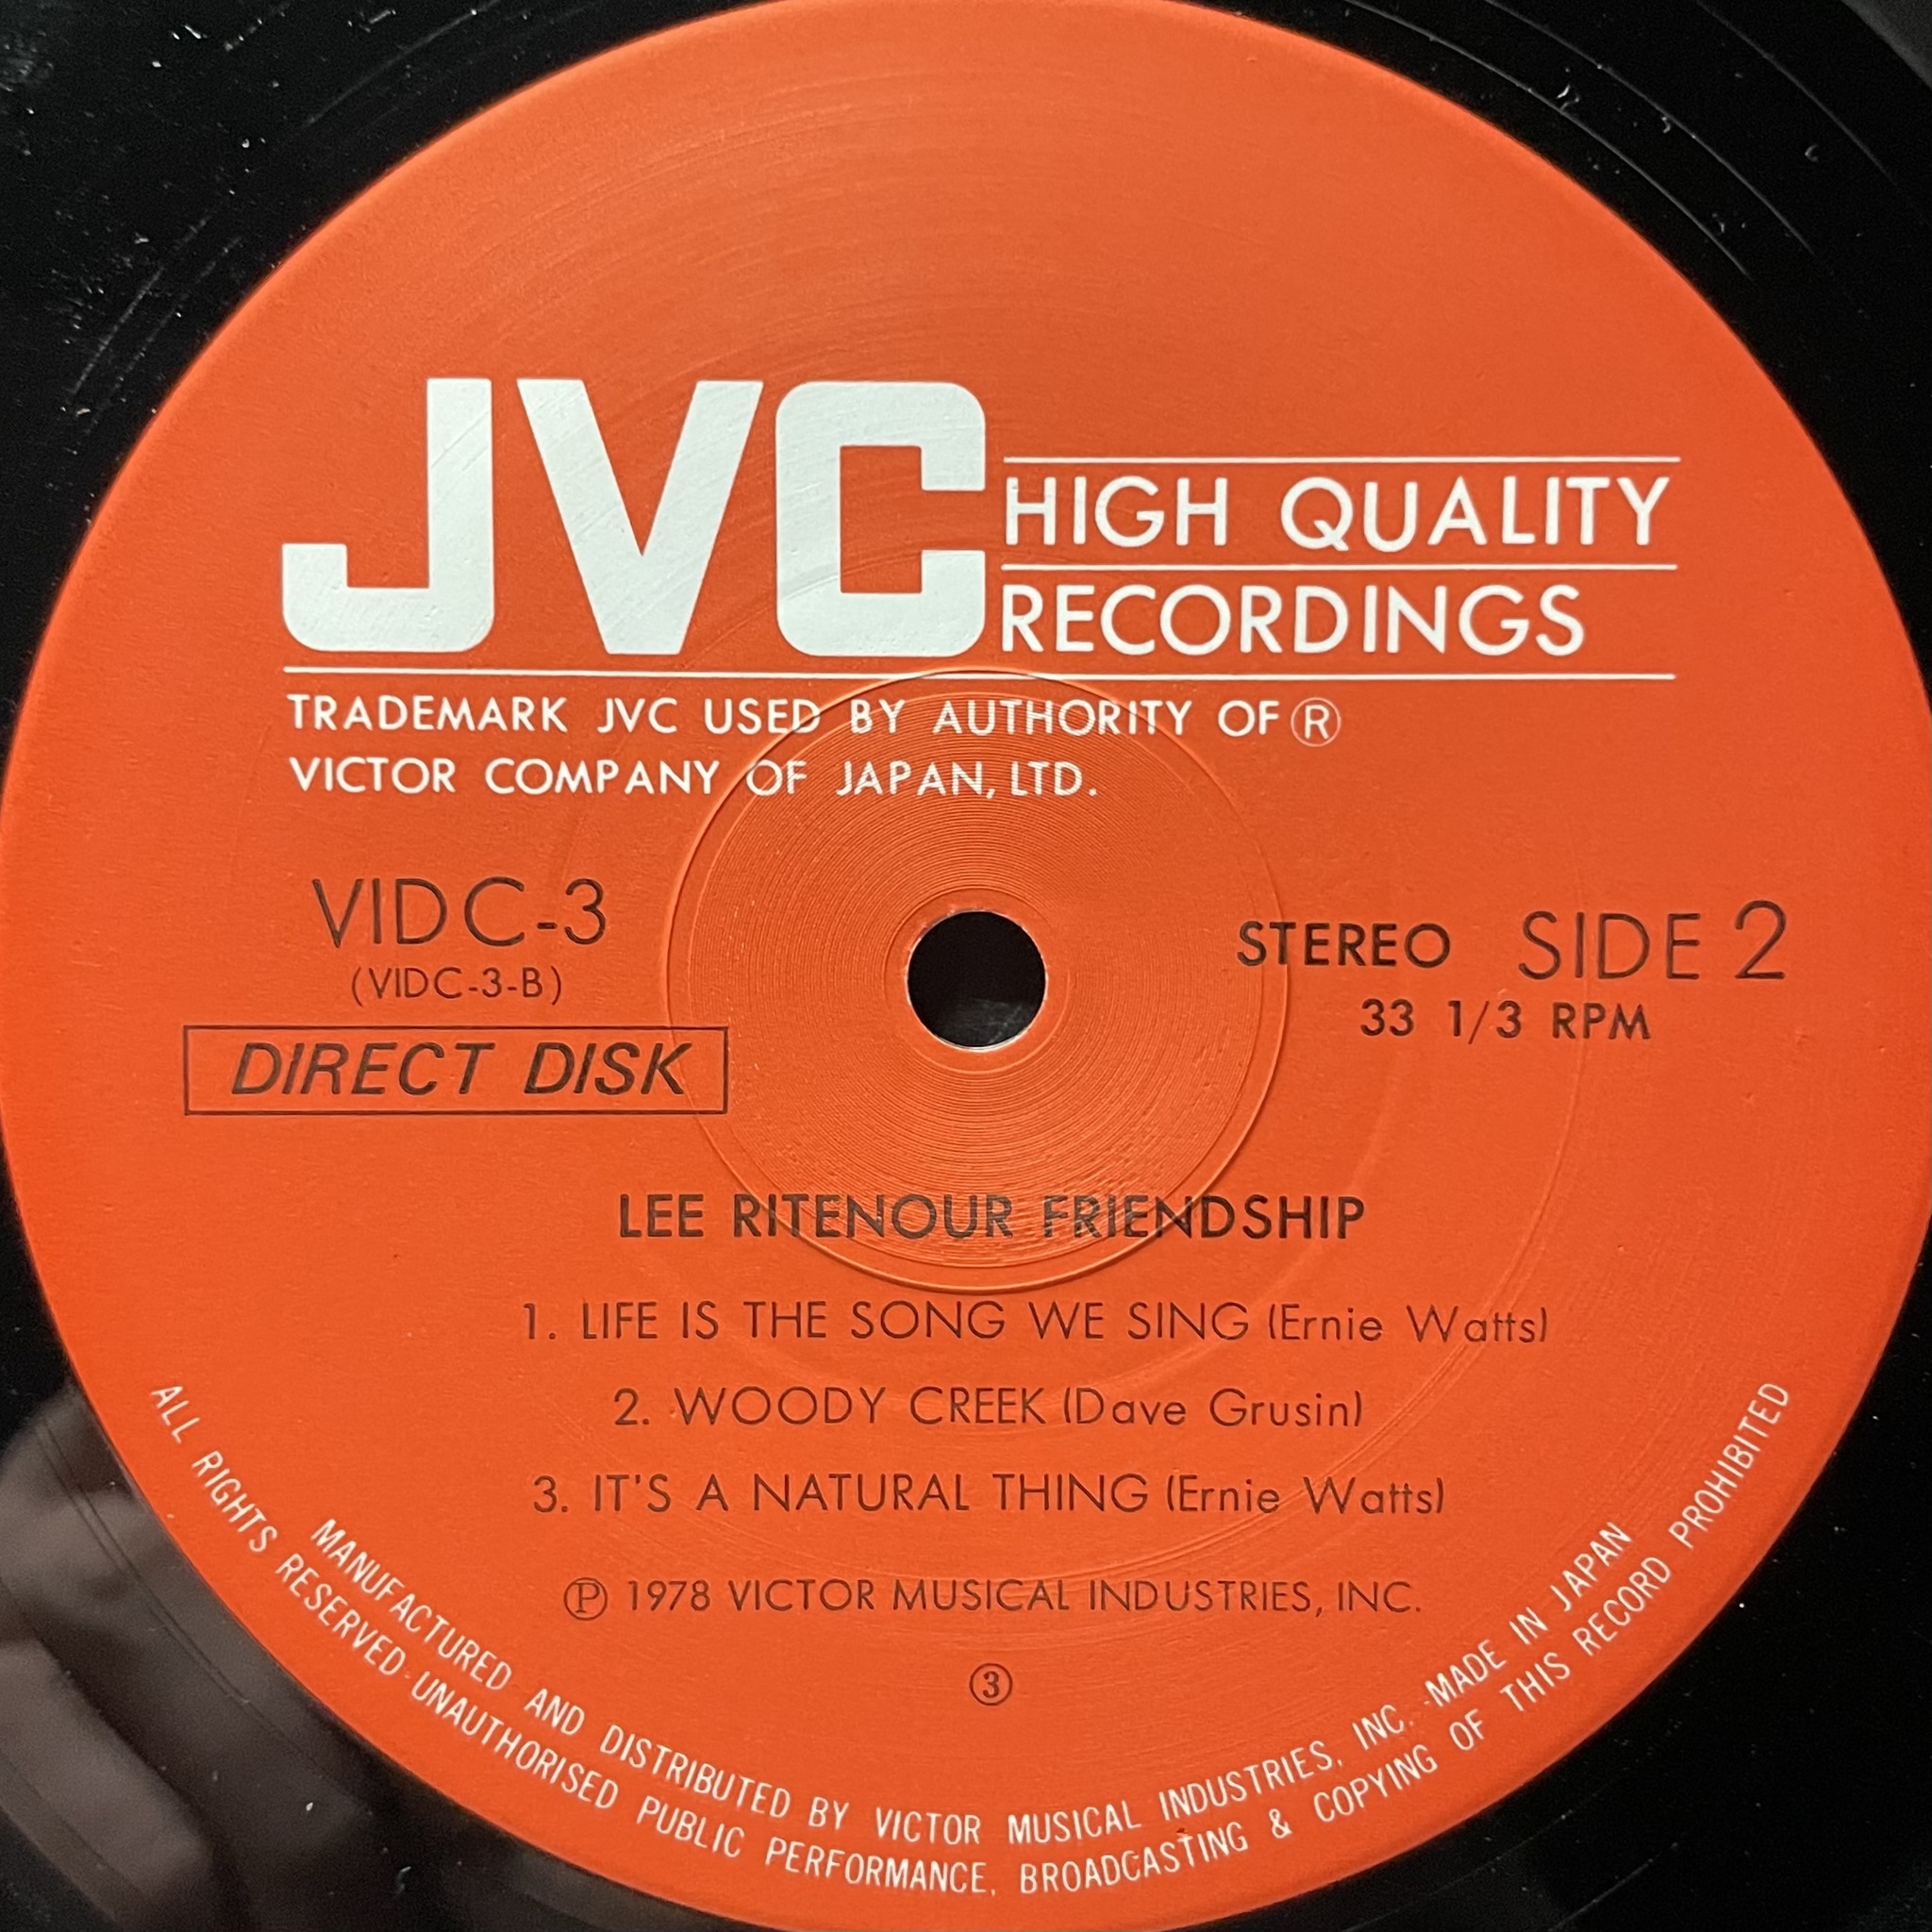 JVC HIGH QUALITY
RECORDINGS
TRADEMARK JVC USED BY AUTHORITY OF ®
VICTOR COMPANY OF JAPAN, LTD.
VIDC-3
(VIDC-3-B)
DIRECT DISK
STEREO SIDE 2
33 1/3 RPM
LEE RITENOUR FRIENDSHIP
1. LIFE IS THE SONG WE SING (Ernie Watts)
2. WOODY CREEK (Dave Grusin)
3. IT'S A NATURAL THING (Ernie Watts)
Ⓟ 1978 VICTOR MUSICAL INDUSTRIES, INC.
③
MANUFACTURED AND DISTRIBUTED BY VICTOR MUSICAL INDUSTRIES, INC. · MADE IN JAPAN
ALL RIGHTS RESERVED · UNAUTHORISED PUBLIC PERFORMANCE, BROADCASTING & COPYING OF THIS RECORD PROHIBITED